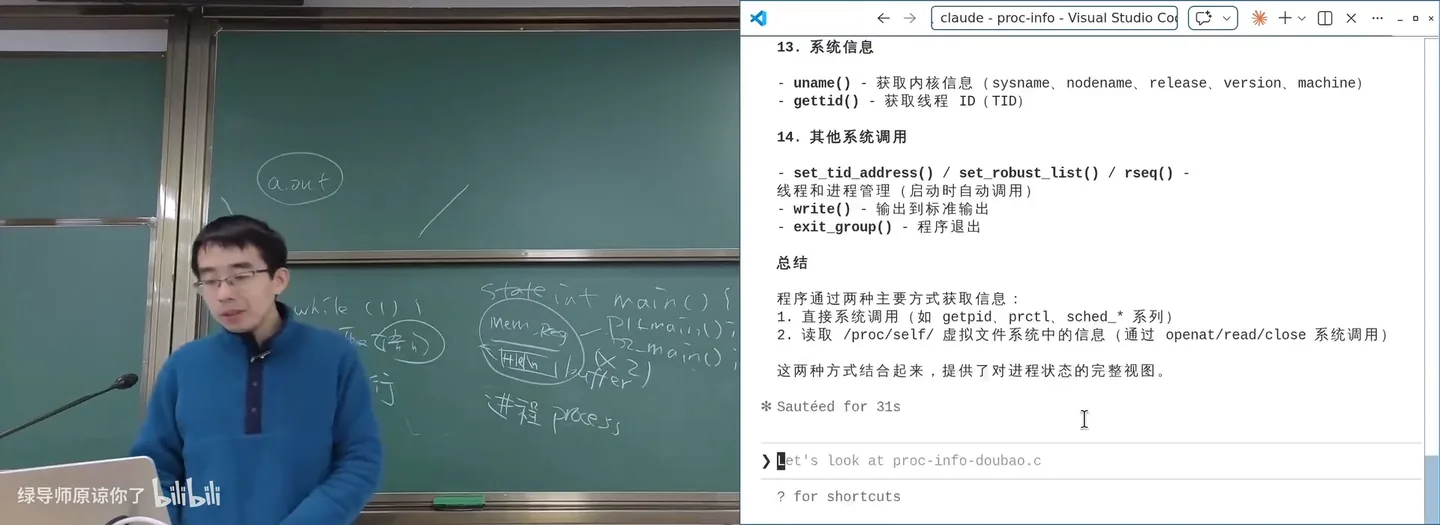 a.out
while (1) {
state int main() {
Mem Reg
P1_main();
_main();
(x 2)
buffer)
行
进程 process
绿导师原谅你了 bilibili
claude - proc-info - Visual Studio Co
13. 系统信息
- uname() - 获取内核信息（sysname、nodename、release、version、machine）
- gettid() - 获取线程 ID（TID）
14. 其他系统调用
- set_tid_address() / set_robust_list() / rseq() -
线程和进程管理（启动时自动调用）
- write() - 输出到标准输出
- exit_group() - 程序退出
总结
程序通过两种主要方式获取信息：
1. 直接系统调用（如 getpid、prctl、sched_* 系列）
2. 读取 /proc/self/ 虚拟文件系统中的信息（通过 openat/read/close 系统调用）
这两种方式结合起来，提供了对进程状态的完整视图。
✻ Sautéed for 31s
❯ Let's look at proc-info-doubao.c
? for shortcuts